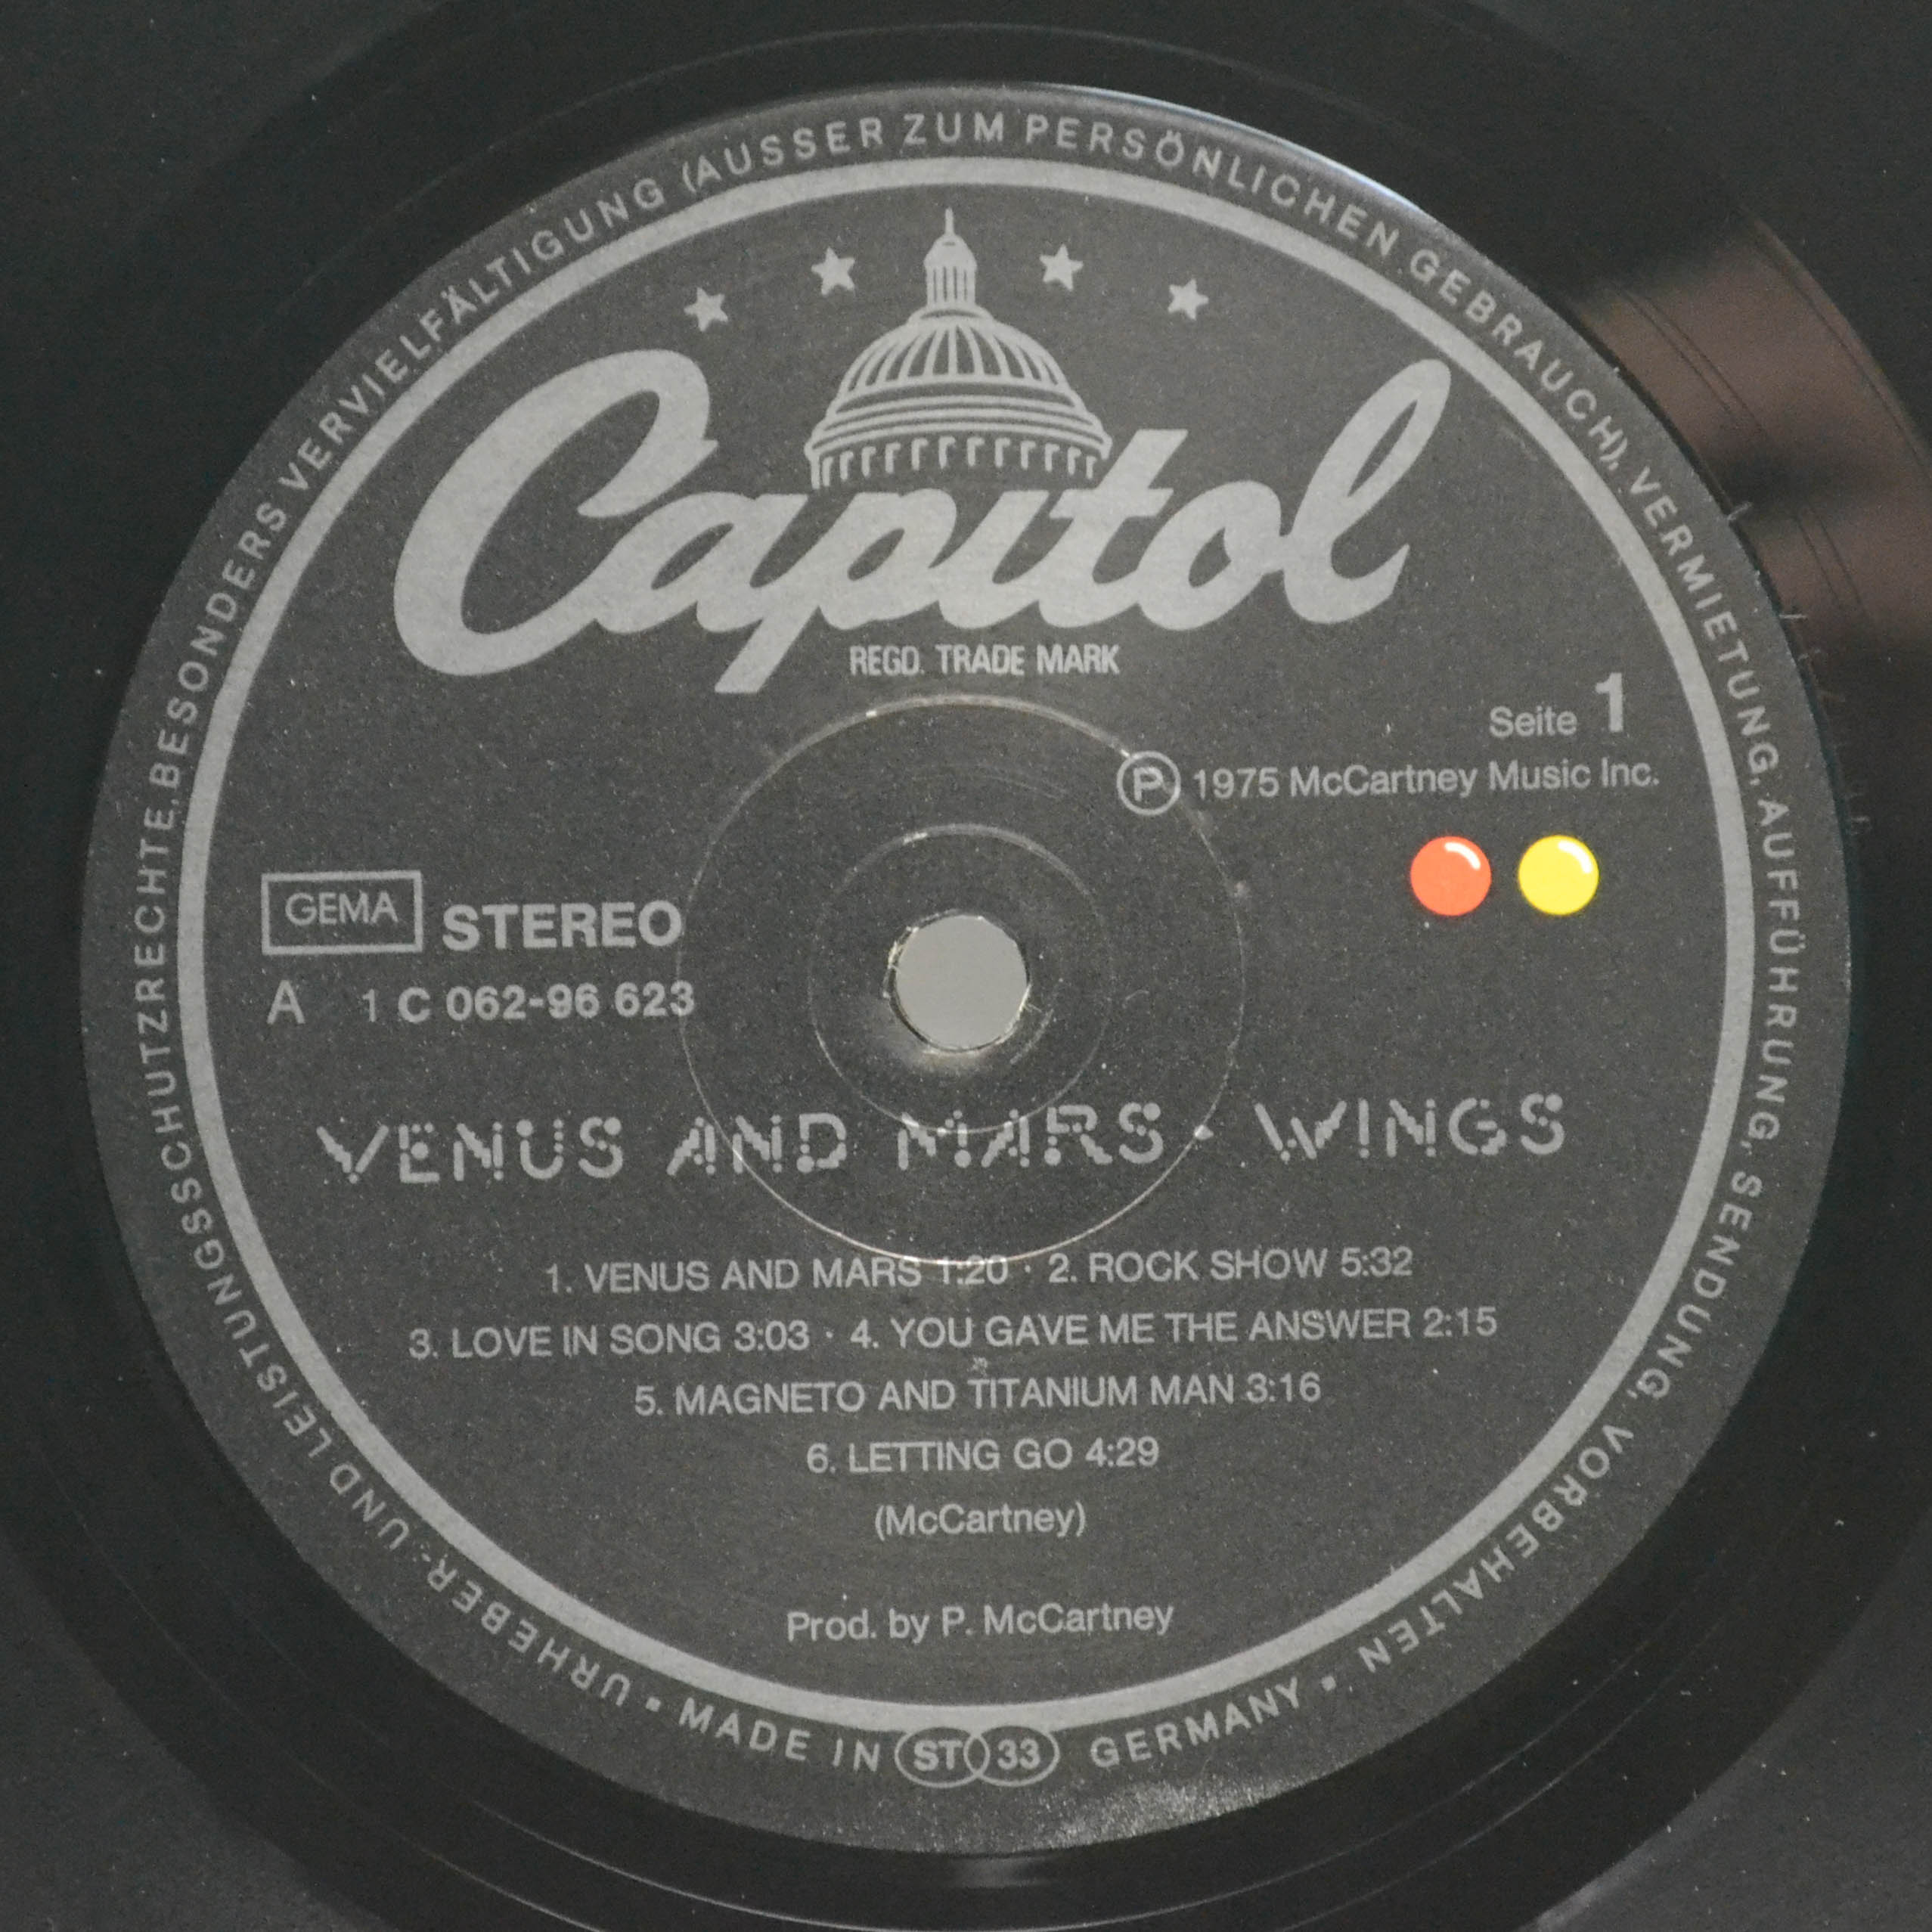 URHEBER- UND LEISTUNGSSCHUTZRECHTE, BESONDERS VERVIELFÄLTIGUNG (AUSSER ZUM PERSÖNLICHEN GEBRAUCH), VERMIETUNG, AUFFÜHRUNG, SENDUNG, VORBEHALTEN •
Capitol
REGD. TRADE MARK
Seite 1
Ⓟ 1975 McCartney Music Inc.
GEMA STEREO
A 1 C 062-96 623
VENUS AND MARS · WINGS
1. VENUS AND MARS 1:20 · 2. ROCK SHOW 5:32
3. LOVE IN SONG 3:03 · 4. YOU GAVE ME THE ANSWER 2:15
5. MAGNETO AND TITANIUM MAN 3:16
6. LETTING GO 4:29
(McCartney)
Prod. by P. McCartney
• MADE IN ST 33 GERMANY